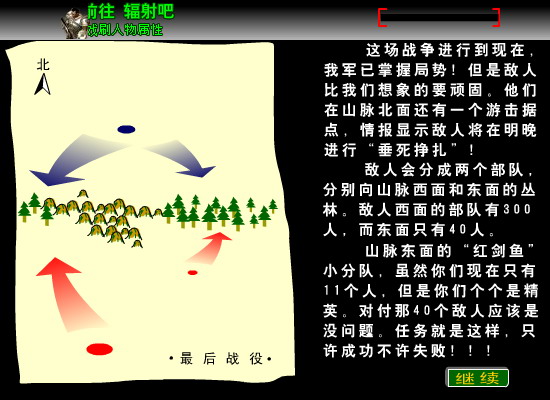 前往 辐射吧
戏刷人物属性
北
·最后战役·
这场战争进行到现在，
我军已掌握局势！但是敌人
比我们想象的要顽固。他们
在山脉北面还有一个游击据
点，情报显示敌人将在明晚
进行“垂死挣扎”！
敌人会分成两个部队，
分别向山脉西面和东面的丛
林。敌人西面的部队有300
人，而东面只有40人。
山脉东面的“红剑鱼”
小分队，虽然你们现在只有
11个人，但是你们个个是精
英。对付那40个敌人应该是
没问题。任务就是这样，只
许成功不许失败！！！
继续